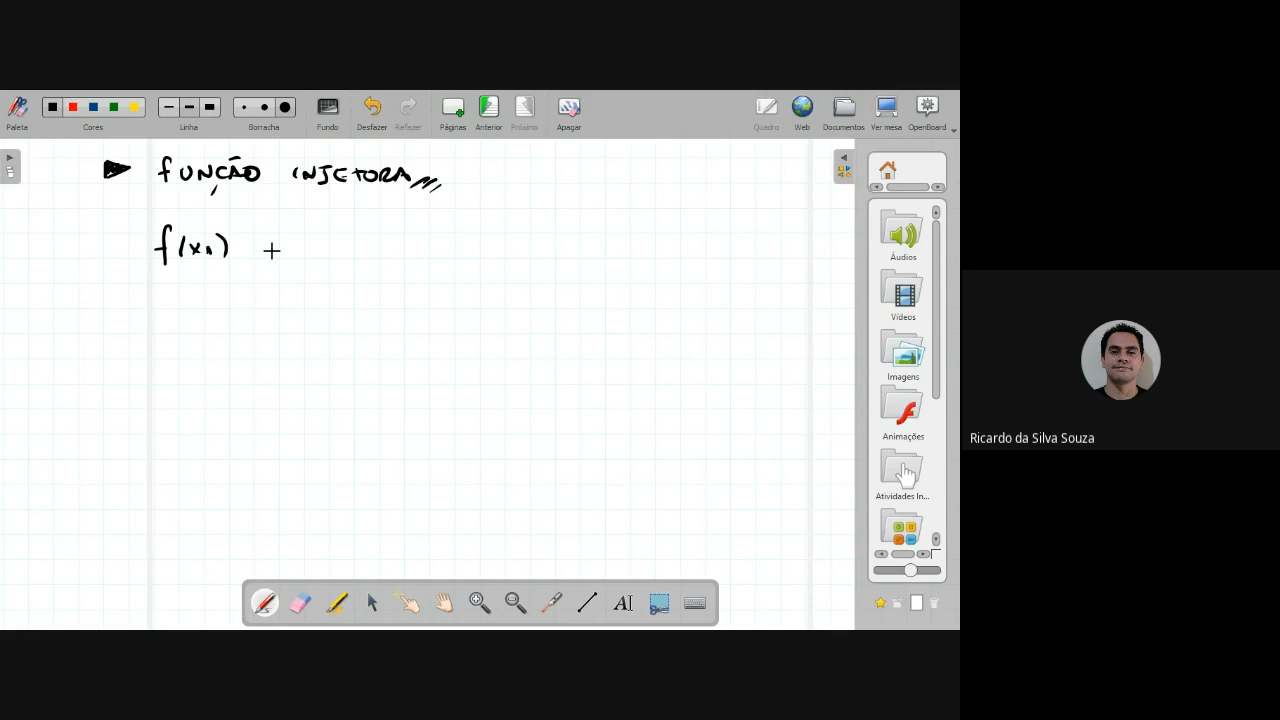 Paleta Cores Linha Borracha Fundo Desfazer Refazer Páginas Anterior Próxima Apagar Quadro Web Documentos Ver mesa OpenBoard
FUNÇÃO INJETORA
f(x₁)
Áudios
Vídeos
Imagens
Animações
Atividades In...
AI
Ricardo da Silva Souza